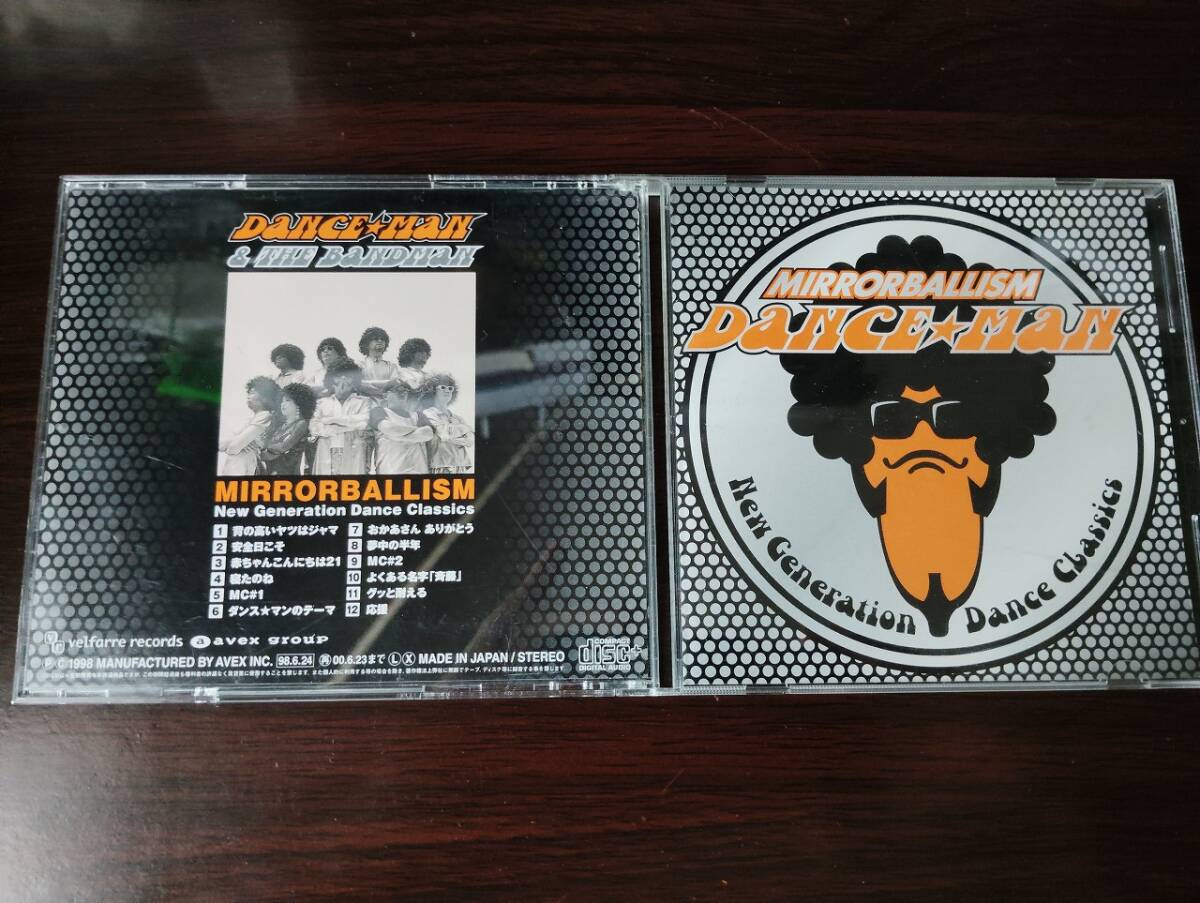 DANCE★MAN
& THE BANDMAN
MIRRORBALLISM
New Generation Dance Classics
1 背の高いヤツはジャマ
2 安全日こそ
3 赤ちゃんこんにちは21
4 寝たのね
5 MC#1
6 ダンス★マンのテーマ
7 おかあさん ありがとう
8 夢中の半年
9 MC#2
10 よくある名字「斉藤」
11 グッと耐える
12 応援
velfarre records avex group
Ⓟ © 1998 MANUFACTURED BY AVEX INC. 98.6.24 再 00.6.23まで Ⓛ Ⓧ MADE IN JAPAN / STEREO
COMPACT
disc+
DIGITAL AUDIO
MIRRORBALLISM
DANCE★MAN
New Generation Dance Classics